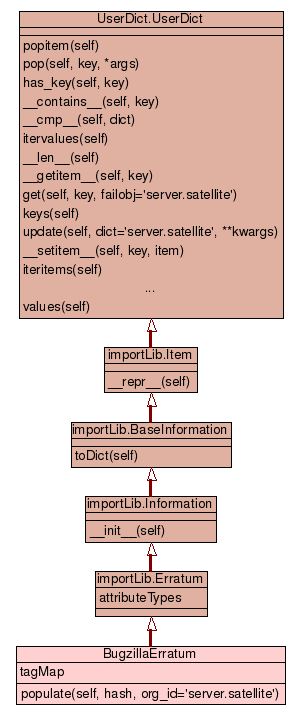 UserDict.UserDict
popitem(self)
pop(self, key, *args)
has_key(self, key)
__contains__(self, key)
__cmp__(self, dict)
itervalues(self)
__len__(self)
__getitem__(self, key)
get(self, key, failobj='server.satellite')
keys(self)
update(self, dict='server.satellite', **kwargs)
__setitem__(self, key, item)
iteritems(self)
...
values(self)
importLib.Item
__repr__(self)
importLib.BaseInformation
toDict(self)
importLib.Information
__init__(self)
importLib.Erratum
attributeTypes
BugzillaErratum
tagMap
populate(self, hash, org_id='server.satellite')